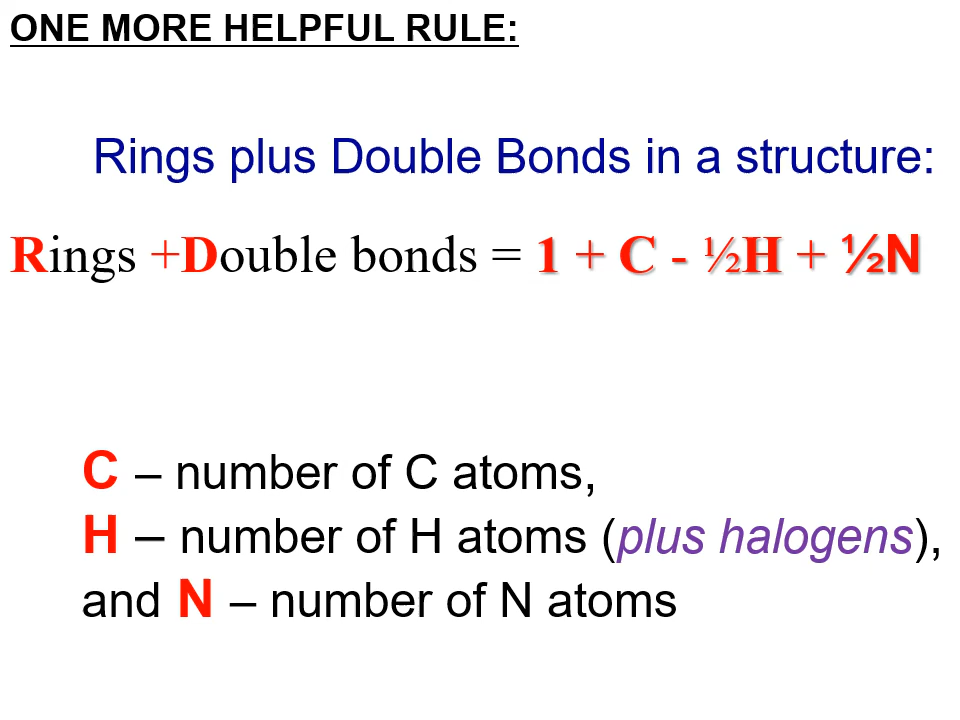 ONE MORE HELPFUL RULE:
Rings plus Double Bonds in a structure:
Rings +Double bonds = 1 + C - ½H + ½N
C – number of C atoms,
H – number of H atoms (plus halogens),
and N – number of N atoms